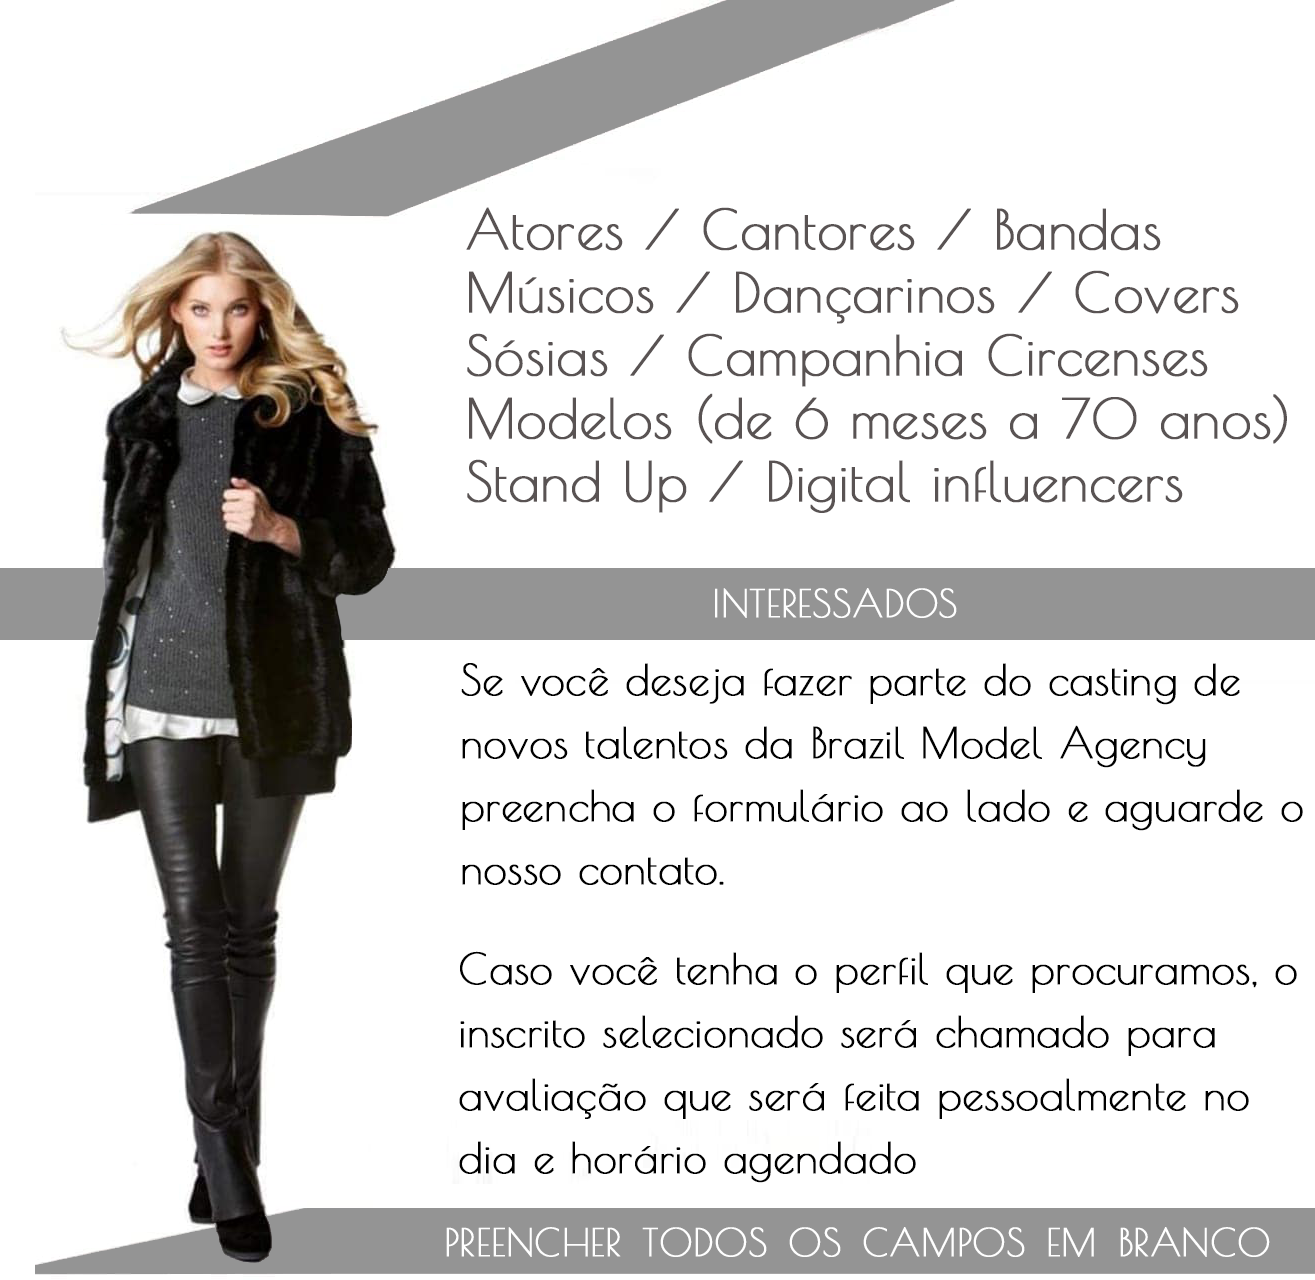 Atores / Cantores / Bandas
Músicos / Dançarinos / Covers
Sósias / Campanhia Circenses
Modelos (de 6 meses a 70 anos)
Stand Up / Digital influencers
INTERESSADOS
Se você deseja fazer parte do casting de
novos talentos da Brazil Model Agency
preencha o formulário ao lado e aguarde o
nosso contato.
Caso você tenha o perfil que procuramos, o
inscrito selecionado será chamado para
avaliação que será feita pessoalmente no
dia e horário agendado
PREENCHER TODOS OS CAMPOS EM BRANCO